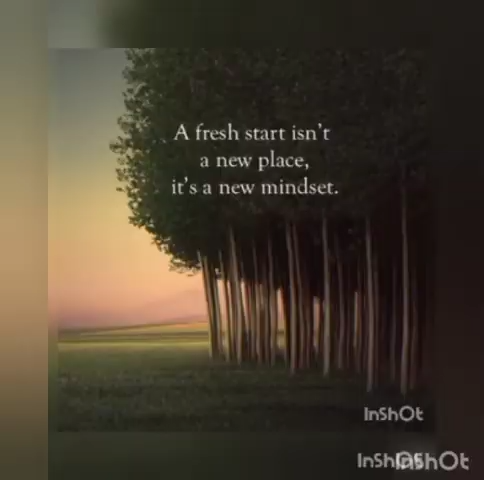 A fresh start isn't
a new place,
it's a new mindset.
InShOt
InShOt